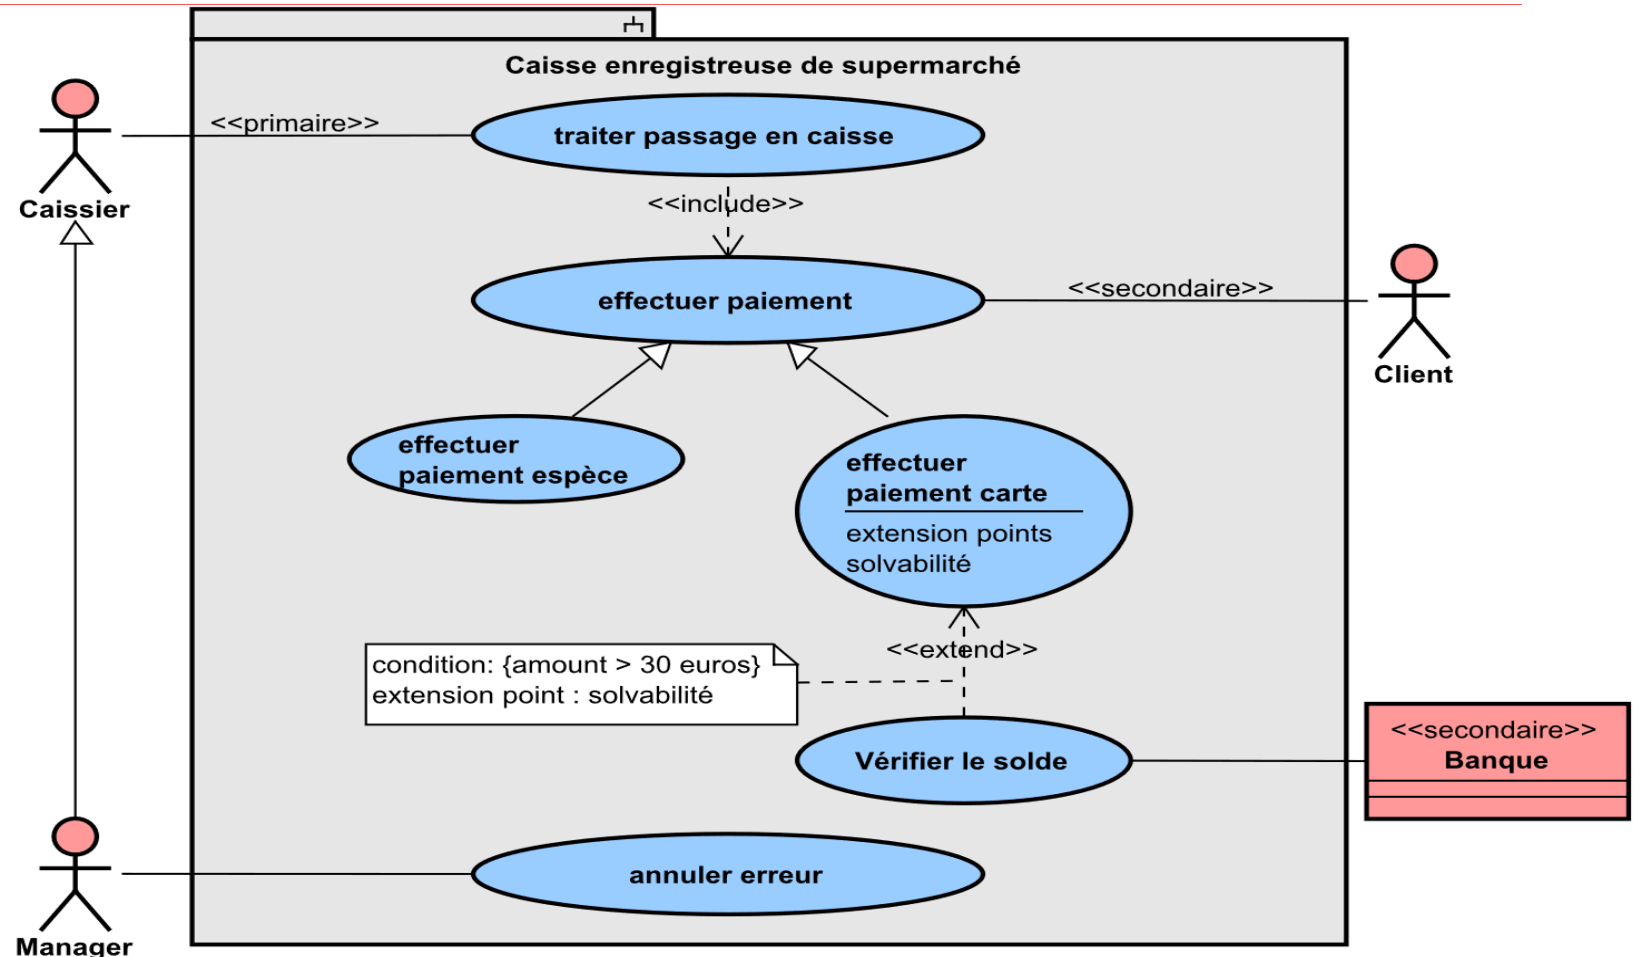 Caisse enregistreuse de supermarché
<<primaire>>
traiter passage en caisse
Caissier
<<include>>
effectuer paiement
<<secondaire>>
Client
effectuer
paiement espèce
effectuer
paiement carte
extension points
solvabilité
<<extend>>
condition: {amount > 30 euros}
extension point : solvabilité
Vérifier le solde
<<secondaire>>
Banque
annuler erreur
Manager